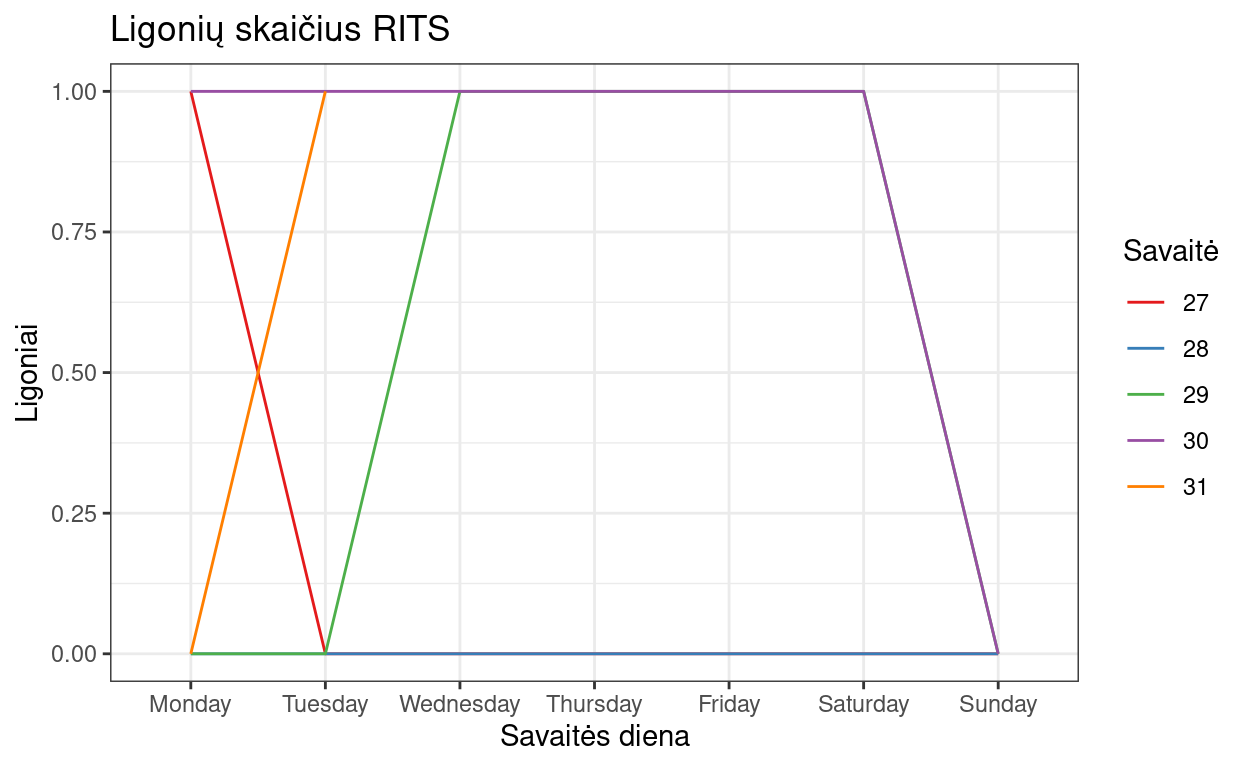 Ligonių skaičius RITS
1.00
0.75
0.50
0.25
0.00
Ligoniai
Monday Tuesday Wednesday Thursday Friday Saturday Sunday
Savaitės diena
Savaitė
27
28
29
30
31